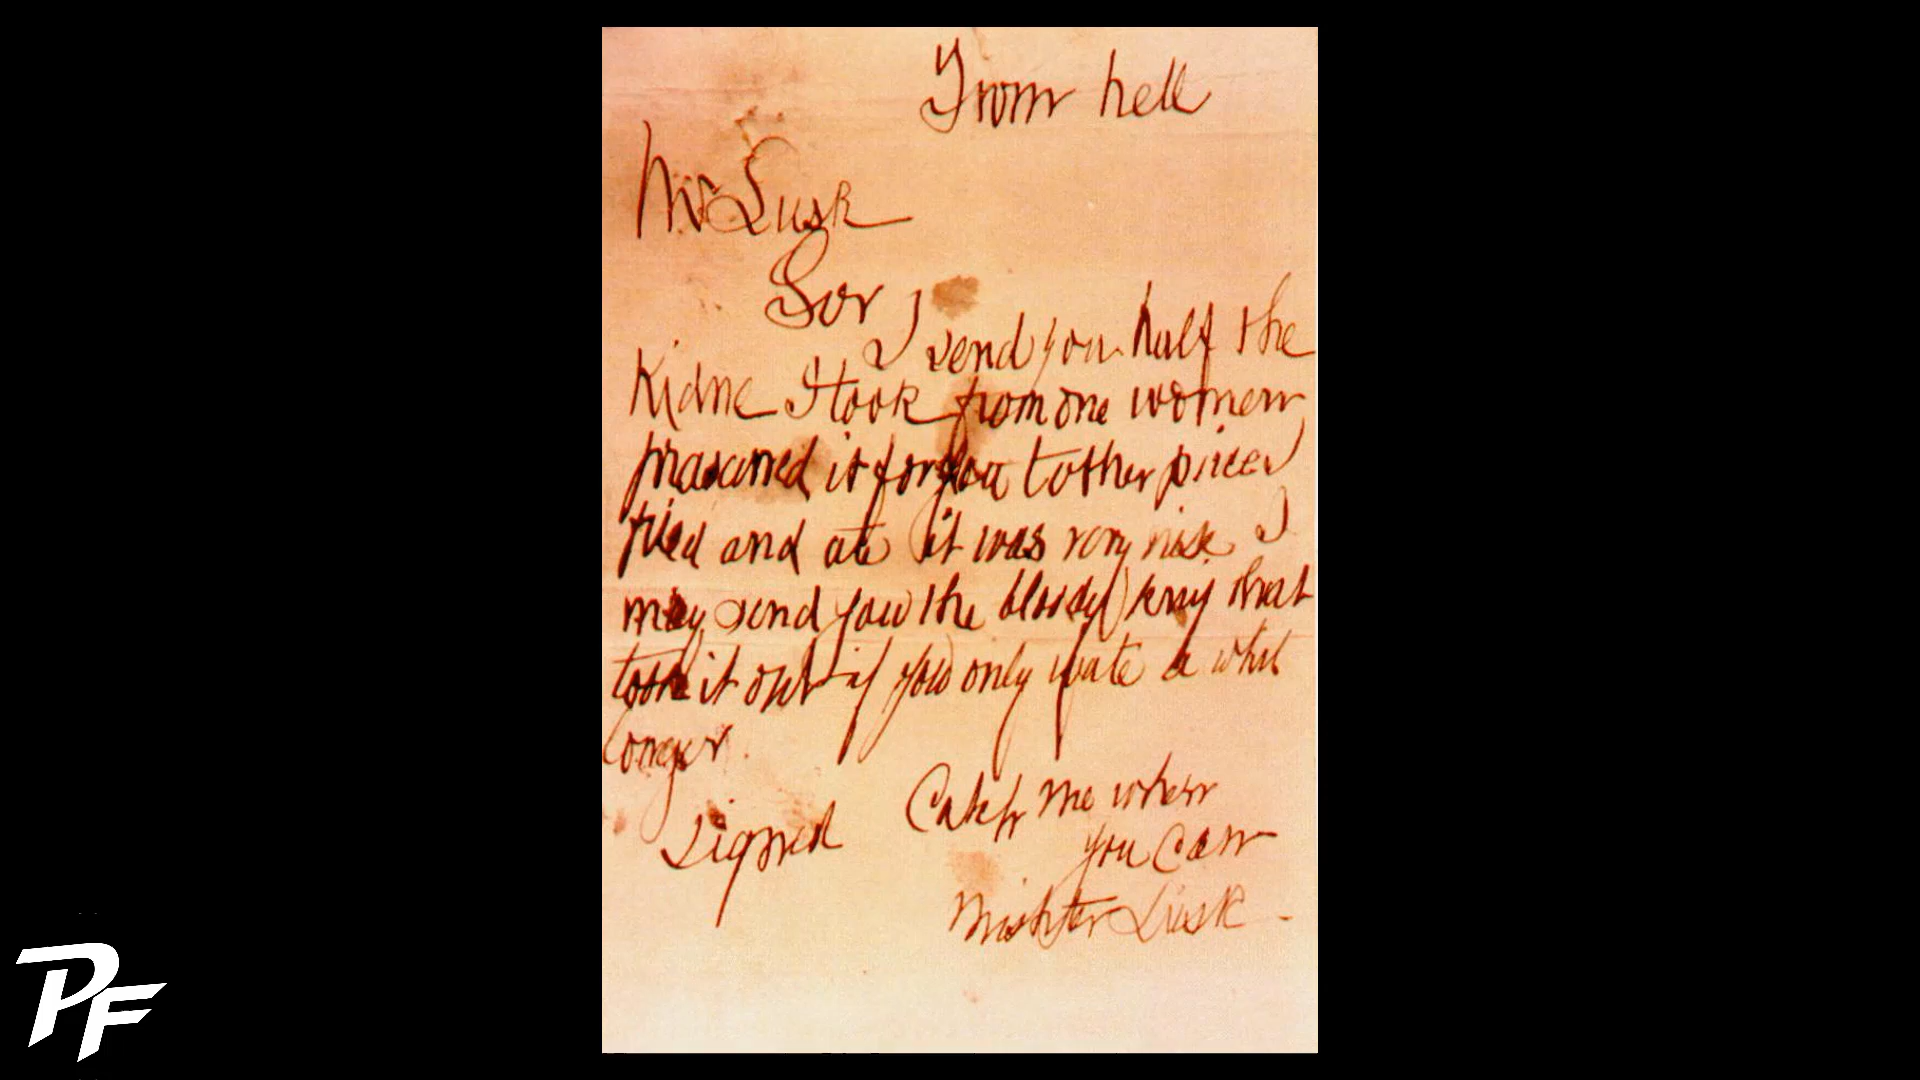 From hell
Mr Lusk
Sor
I send you half the
Kidne I took from one women
prasarved it for you tother piece I
fried and ate it was very nise I
may send you the bloody knif that
took it out if you only wate a whil
longer.
signed
Catch me when
you Can
Mishter Lusk
PF